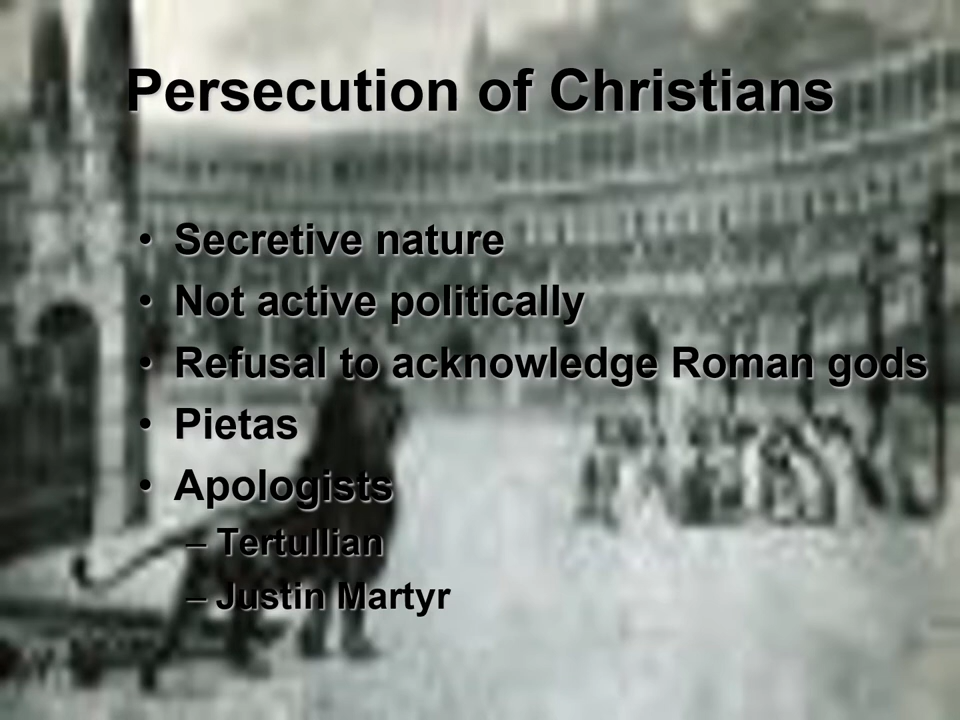 Persecution of Christians
• Secretive nature
• Not active politically
• Refusal to acknowledge Roman gods
• Pietas
• Apologists
– Tertullian
– Justin Martyr